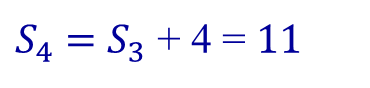 S₄ = S₃ + 4 = 11